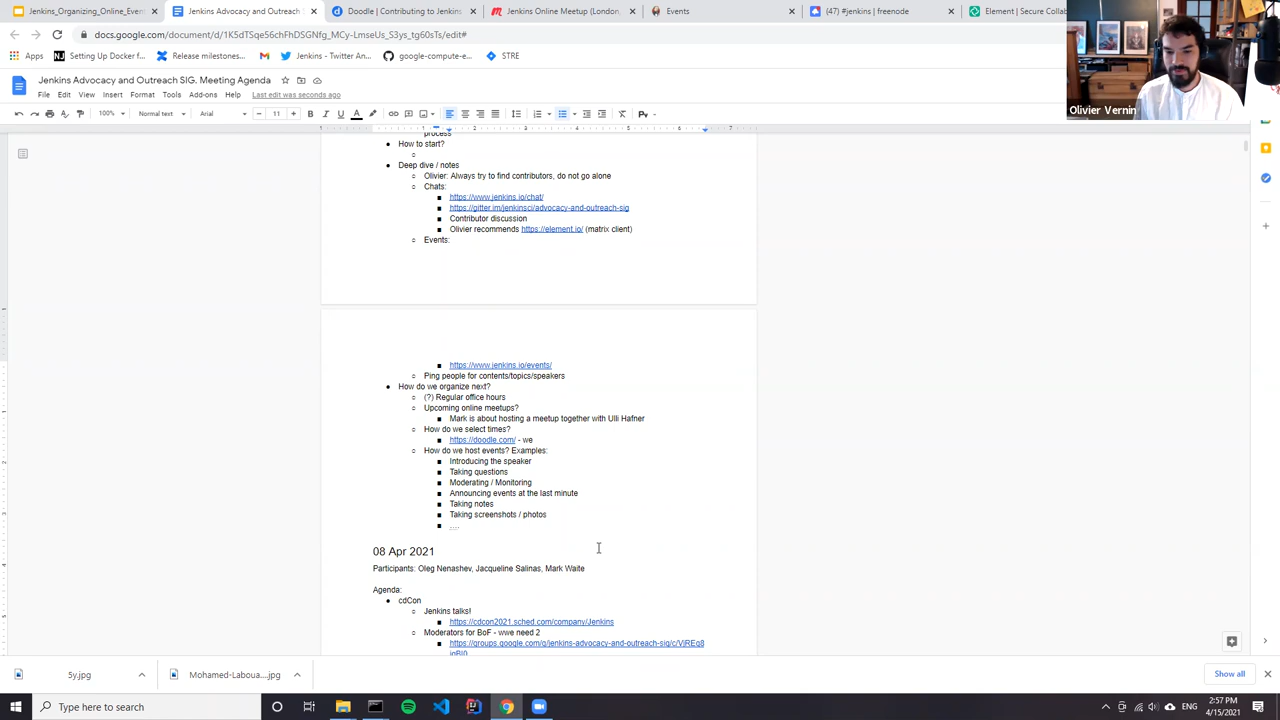 Jenkins_Organizing_Online_Even
Jenkins Advocacy and Outreach S
Doodle | Contributing to Jenkins
Jenkins Online Meetup (London,
Events
(47) #jenkins | freenode
Element | Secure Collab
Apps
Setting Up Docker f...
Release milestones...
Jenkins - Twitter An...
google-compute-e...
STRE
Olivier Vernin
Jenkins Advocacy and Outreach SIG. Meeting Agenda
File Edit View Insert Format Tools Add-ons Help Last edit was seconds ago
100% Normal text Arial 11
process
How to start?
Deep dive / notes
Olivier: Always try to find contributors, do not go alone
Chats:
https://www.jenkins.io/chat/
https://gitter.im/jenkinsci/advocacy-and-outreach-sig
Contributor discussion
Olivier recommends https://element.io/ (matrix client)
Events:
https://www.jenkins.io/events/
Ping people for contents/topics/speakers
How do we organize next?
(?) Regular office hours
Upcoming online meetups?
Mark is about hosting a meetup together with Ulli Hafner
How do we select times?
https://doodle.com/ - we
How do we host events? Examples:
Introducing the speaker
Taking questions
Moderating / Monitoring
Announcing events at the last minute
Taking notes
Taking screenshots / photos
....
08 Apr 2021
Participants: Oleg Nenashev, Jacqueline Salinas, Mark Waite
Agenda:
cdCon
Jenkins talks!
https://cdcon2021.sched.com/company/Jenkins
Moderators for BoF - wwe need 2
https://groups.google.com/g/jenkins-advocacy-and-outreach-sig/c/ViREq8
5y.jpg
Mohamed-Laboua....jpg
Show all
Type here to search
ENG
2:57 PM
4/15/2021